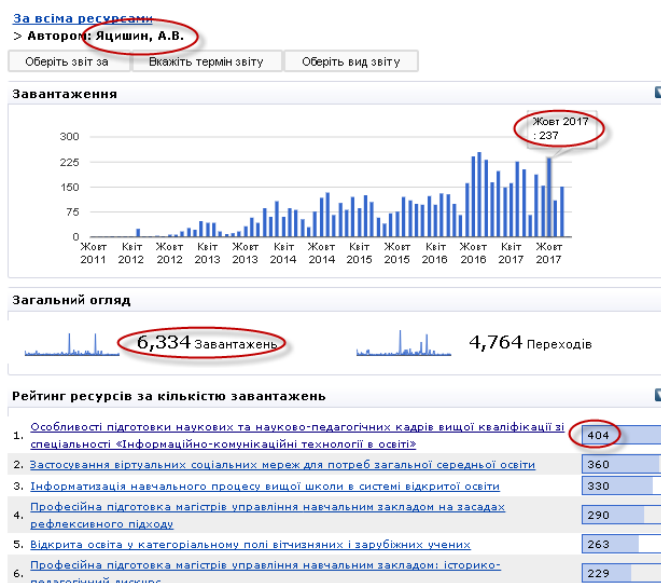 За всіма ресурсами
> Автором: Яцишин, А.В.
Оберіть звіт за Вкажіть термін звіту Оберіть вид звіту
Завантаження
Жовт 2017
: 237
300
225
150
75
0
Жовт Квіт Жовт Квіт Жовт Квіт Жовт Квіт Жовт Квіт Жовт Квіт Жовт
2011 2012 2012 2013 2013 2014 2014 2015 2015 2016 2016 2017 2017
Загальний огляд
6,334 Завантажень 4,764 Переходів
Рейтинг ресурсів за кількістю завантажень
1. Особливості підготовки наукових та науково-педагогічних кадрів вищої кваліфікації зі
спеціальності «Інформаційно-комунікаційні технології в освіті» 404
2. Застосування віртуальних соціальних мереж для потреб загальної середньої освіти 360
3. Інформатизація навчального процесу вищої школи в системі відкритої освіти 330
4. Професійна підготовка магістрів управління навчальним закладом на засадах
рефлексивного підходу 290
5. Відкрита освіта у категоріальному полі вітчизняних і зарубіжних учених 263
6. Професійна підготовка магістрів управління навчальним закладом: історико-
педагогічний дискурс 229